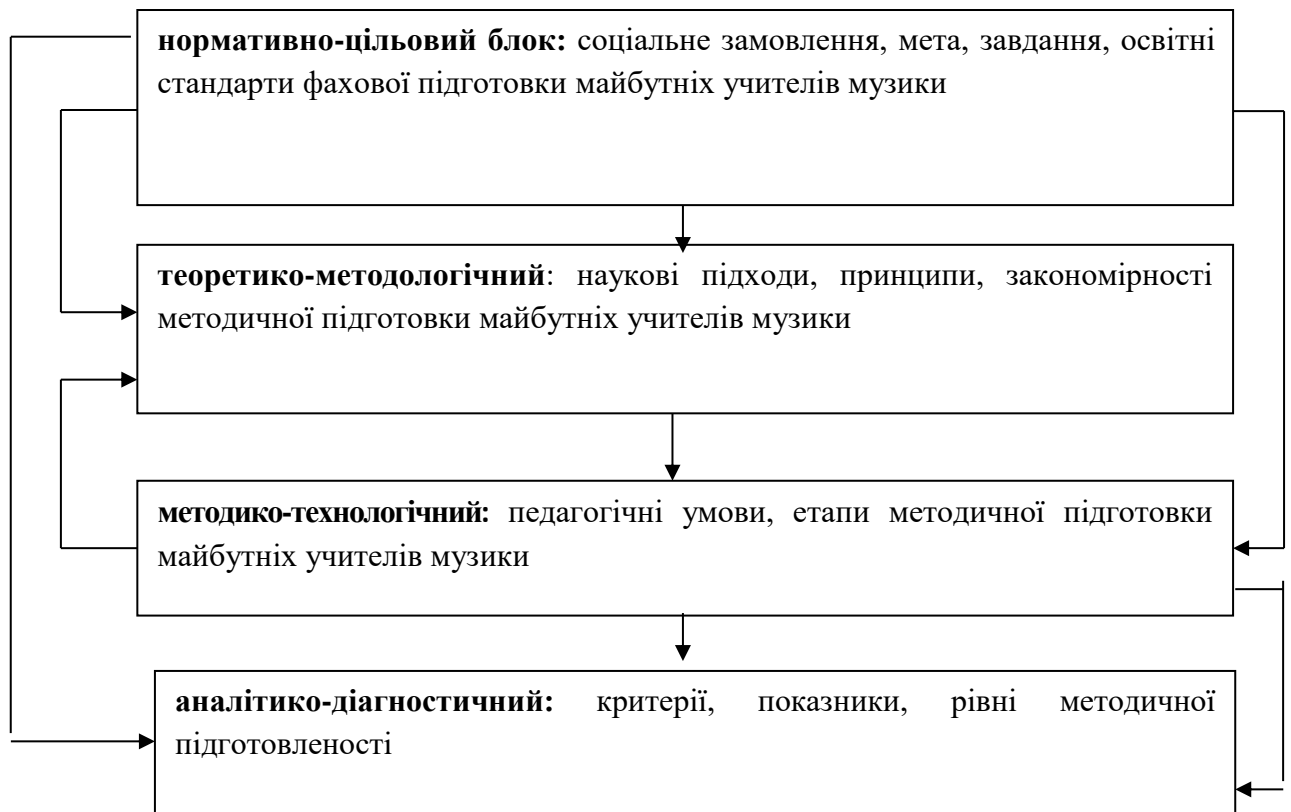 нормативно-цільовий блок: соціальне замовлення, мета, завдання, освітні
стандарти фахової підготовки майбутніх учителів музики
теоретико-методологічний: наукові підходи, принципи, закономірності
методичної підготовки майбутніх учителів музики
методико-технологічний: педагогічні умови, етапи методичної підготовки
майбутніх учителів музики
аналітико-діагностичний: критерії, показники, рівні методичної
підготовленості